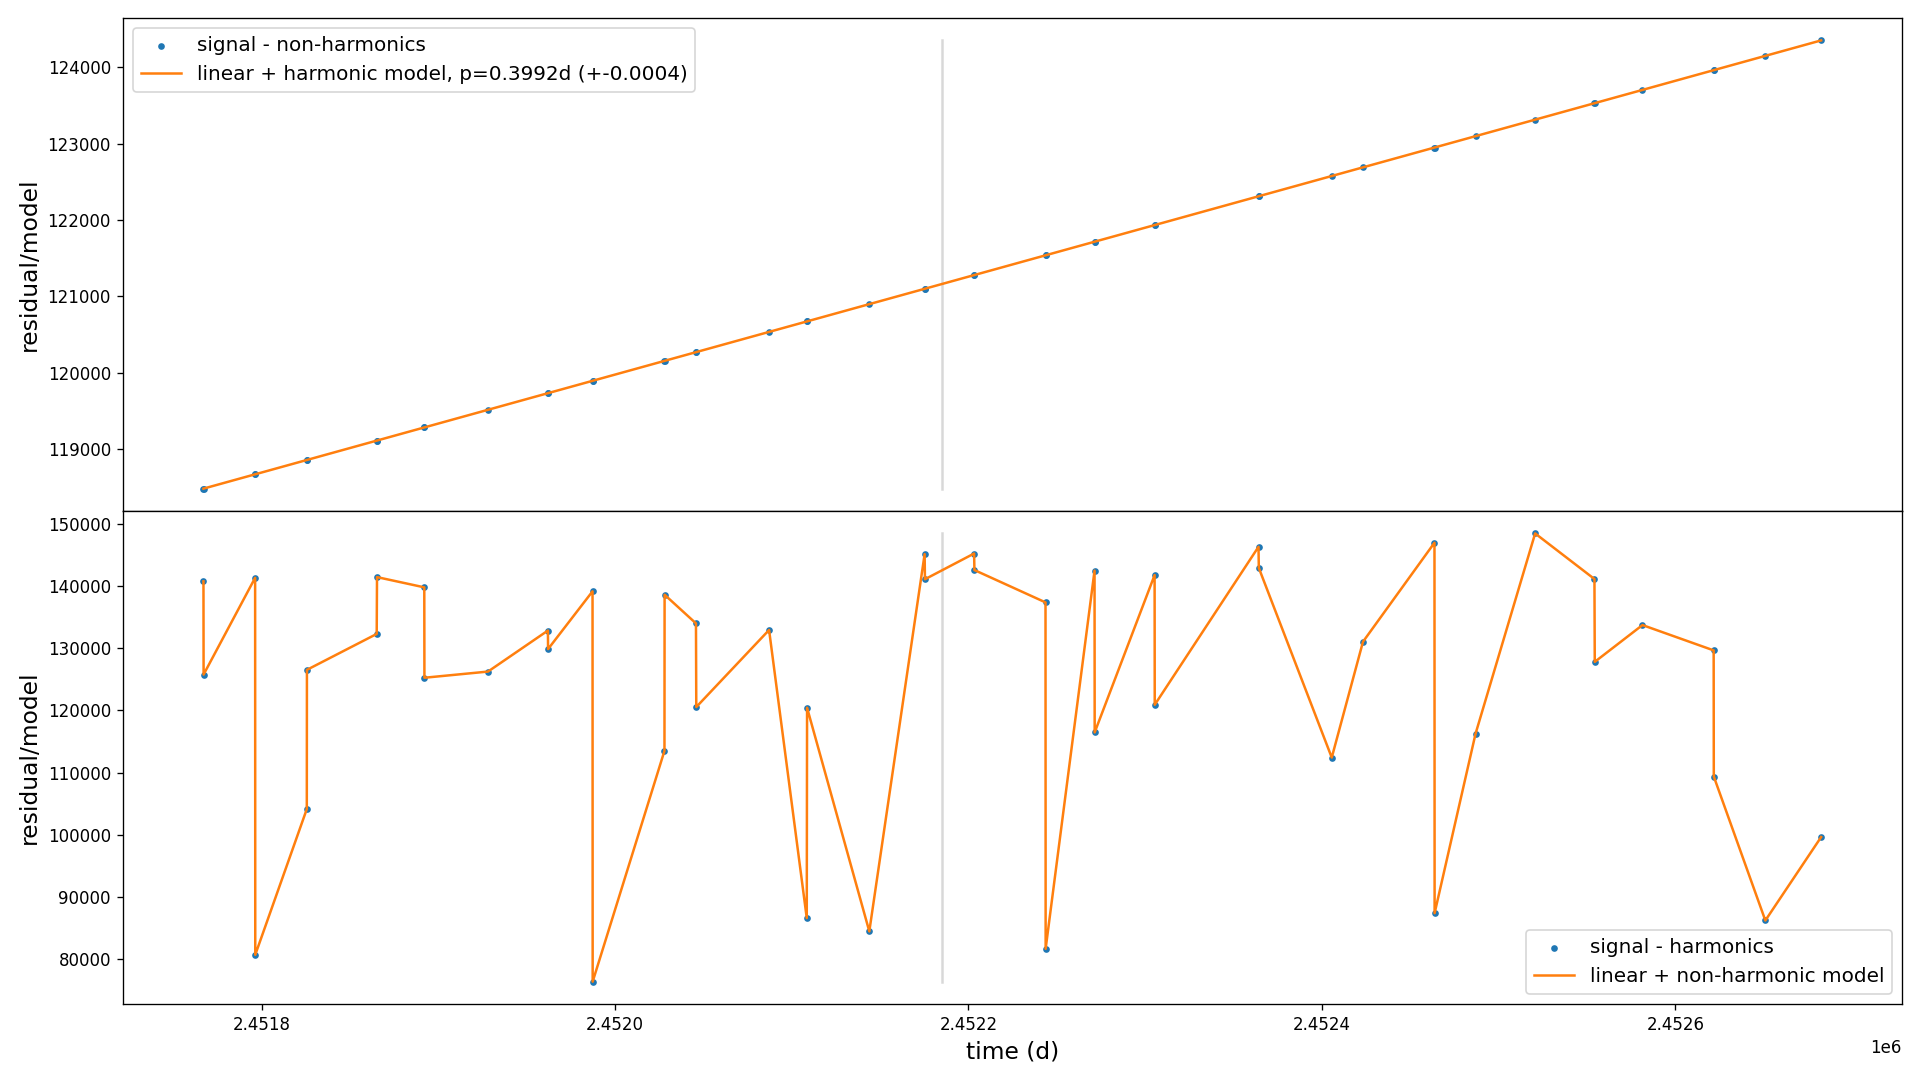 signal - non-harmonics
linear + harmonic model, p=0.3992d (+-0.0004)
124000
123000
122000
121000
120000
119000
residual/model
150000
140000
130000
120000
110000
100000
90000
80000
residual/model
signal - harmonics
linear + non-harmonic model
2.4518
2.4520
2.4522
2.4524
2.4526
time (d)
1e6